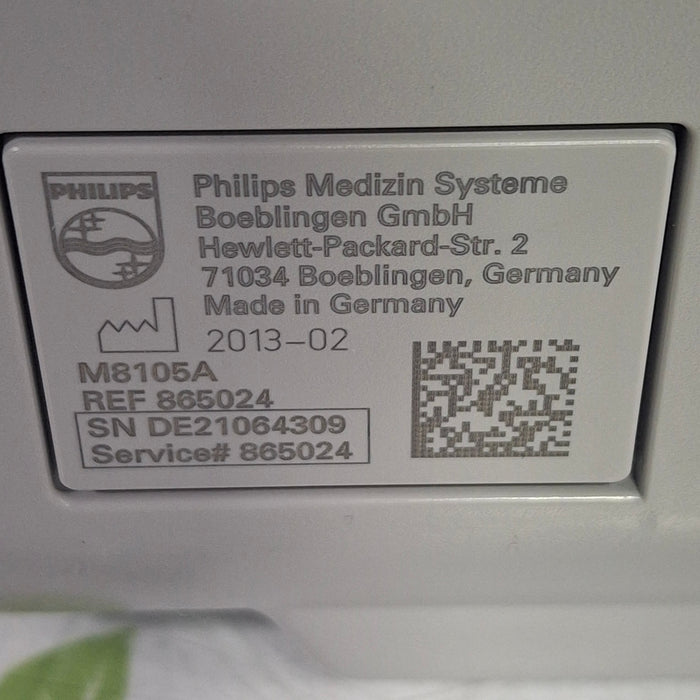 PHILIPS
Philips Medizin Systeme
Boeblingen GmbH
Hewlett-Packard-Str. 2
71034 Boeblingen, Germany
Made in Germany
2013-02
M8105A
REF 865024
SN DE21064309
Service# 865024